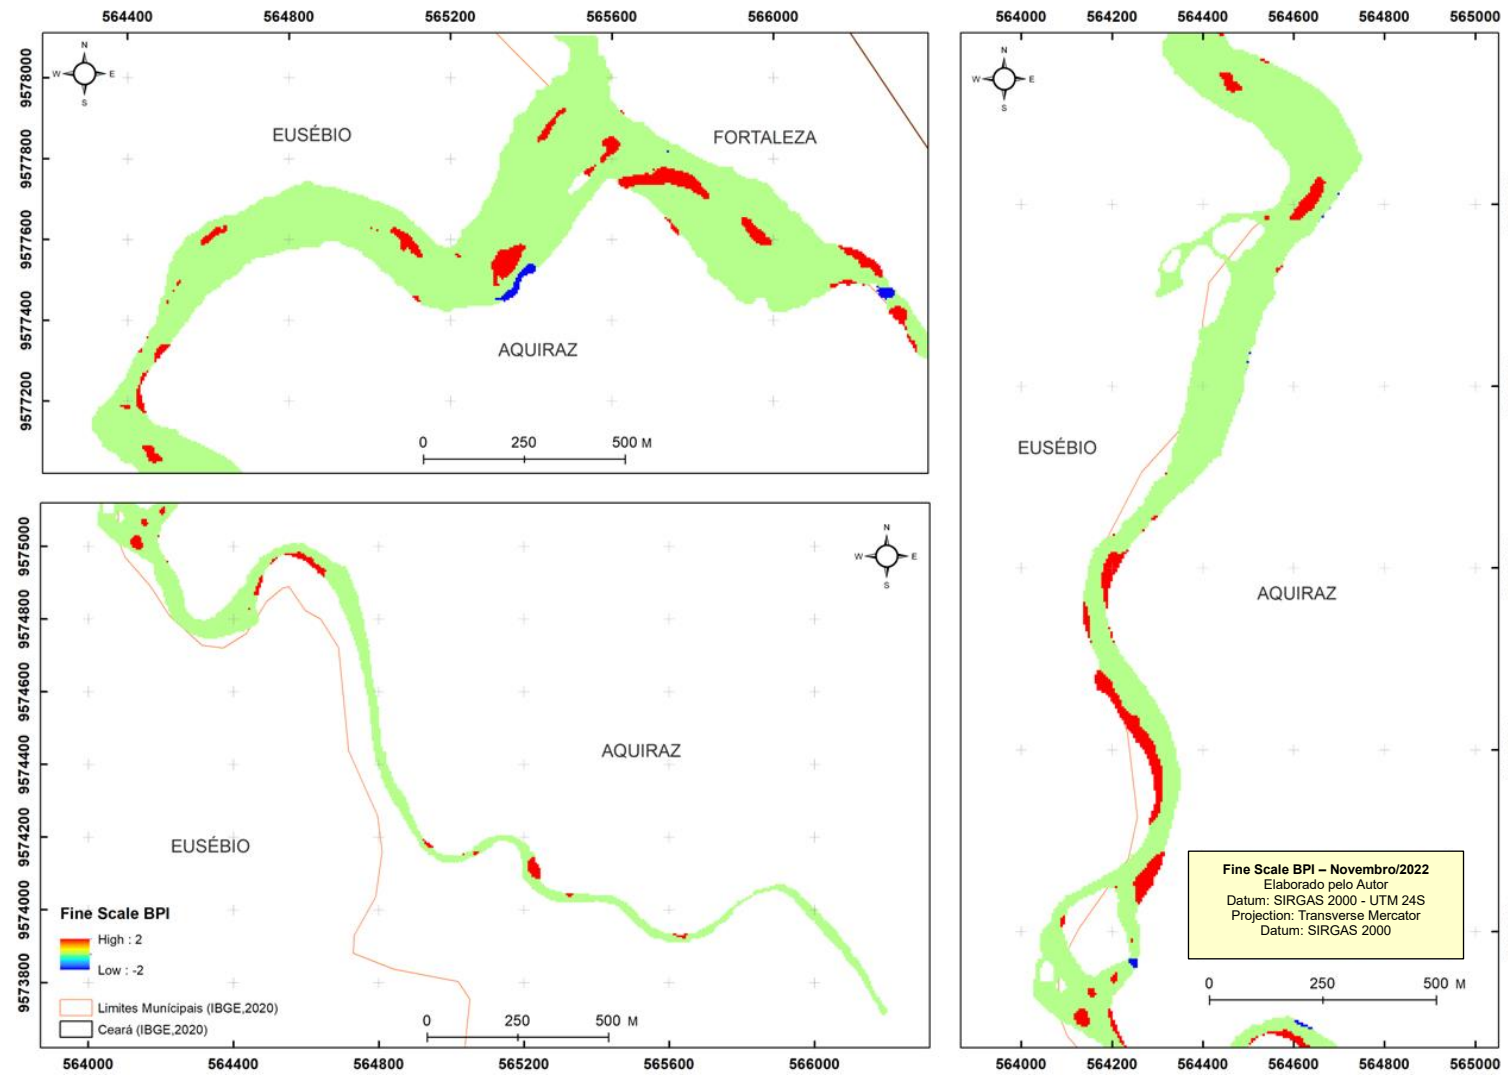 564400 564800 565200 565600 566000
564000 564200 564400 564600 564800 565000
9578000
9577800
9577600
9577400
9577200
N
W E
S
EUSÉBIO
FORTALEZA
AQUIRAZ
0 250 500 M
N
W E
S
EUSÉBIO
AQUIRAZ
Fine Scale BPI – Novembro/2022
Elaborado pelo Autor
Datum: SIRGAS 2000 - UTM 24S
Projection: Transverse Mercator
Datum: SIRGAS 2000
0 250 500 M
564000 564200 564400 564600 564800 565000
9575000
9574800
9574600
9574400
9574200
9574000
9573800
N
W E
S
AQUIRAZ
EUSÉBIO
Fine Scale BPI
High : 2
Low : -2
Limites Munícipais (IBGE,2020)
Ceará (IBGE,2020)
0 250 500 M
564000 564400 564800 565200 565600 566000